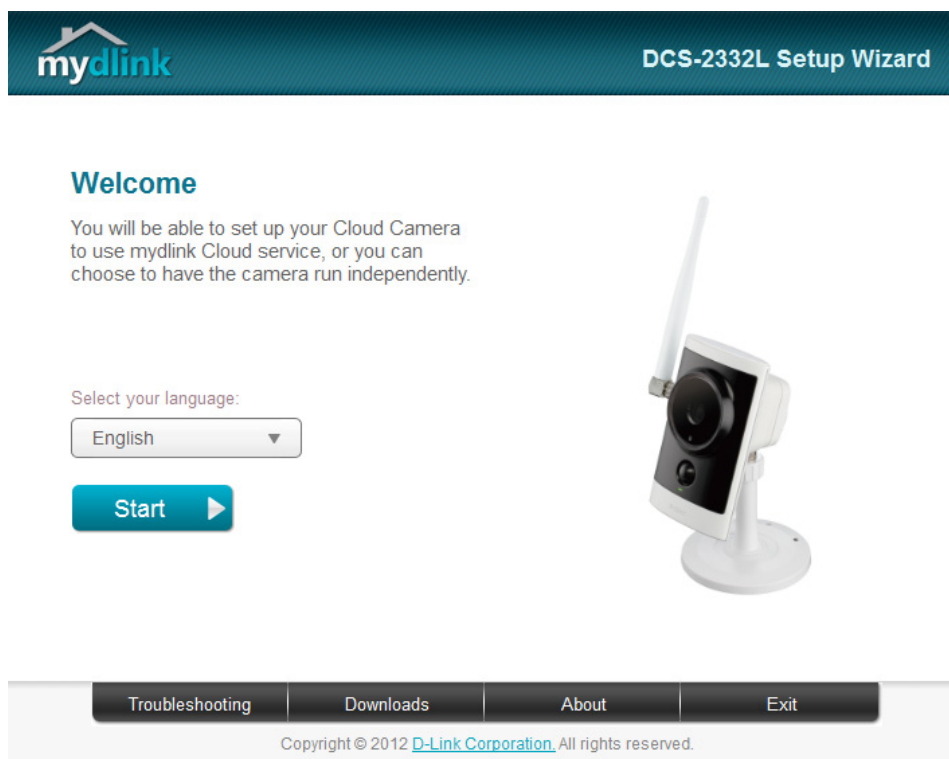 mydlink
DCS-2332L Setup Wizard
Welcome
You will be able to set up your Cloud Camera
to use mydlink Cloud service, or you can
choose to have the camera run independently.
Select your language:
English
Start
Troubleshooting
Downloads
About
Exit
Copyright © 2012 D-Link Corporation. All rights reserved.